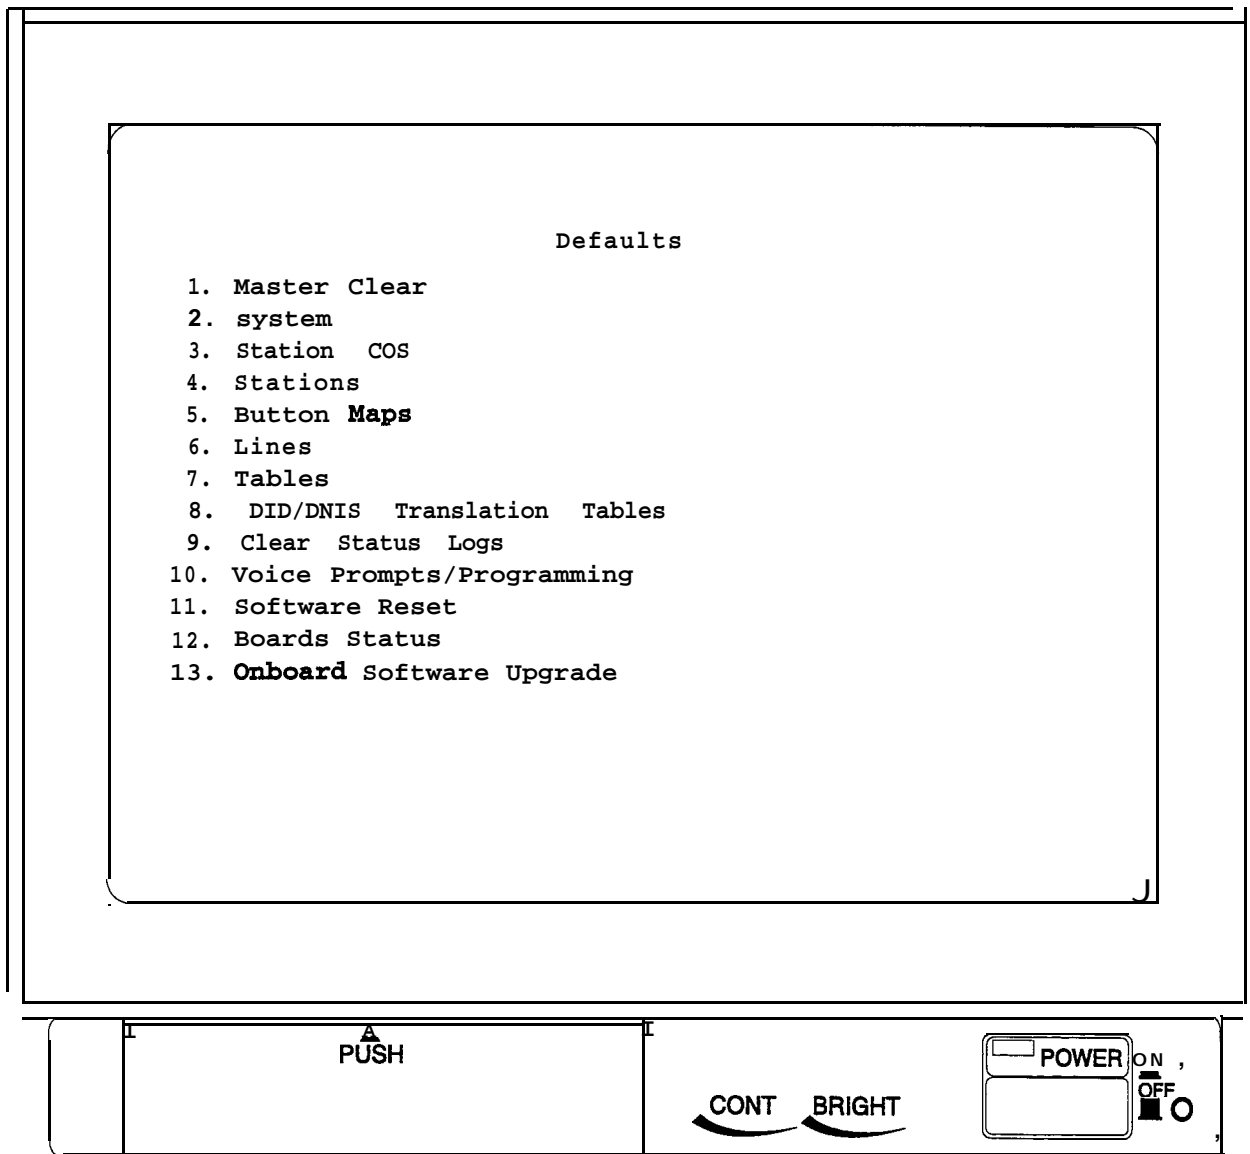 Defaults
1. Master Clear
2. system
3. Station COS
4. Stations
5. Button Maps
6. Lines
7. Tables
8. DID/DNIS Translation Tables
9. Clear Status Logs
10. Voice Prompts/Programming
11. Software Reset
12. Boards Status
13. Onboard Software Upgrade
PUSH
CONT BRIGHT
POWER ON
OFF